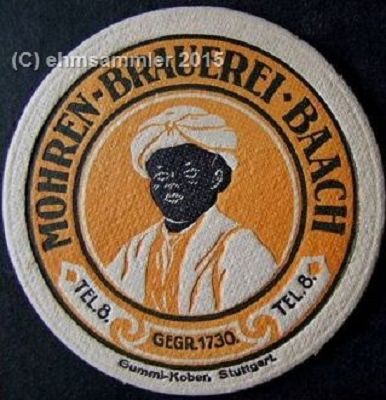 (C) ehmsammler 2015
MOHREN-BRAUEREI·BAACH
TEL.8. TEL.8.
GEGR.1730.
Gummi-Kober, Stuttgart.